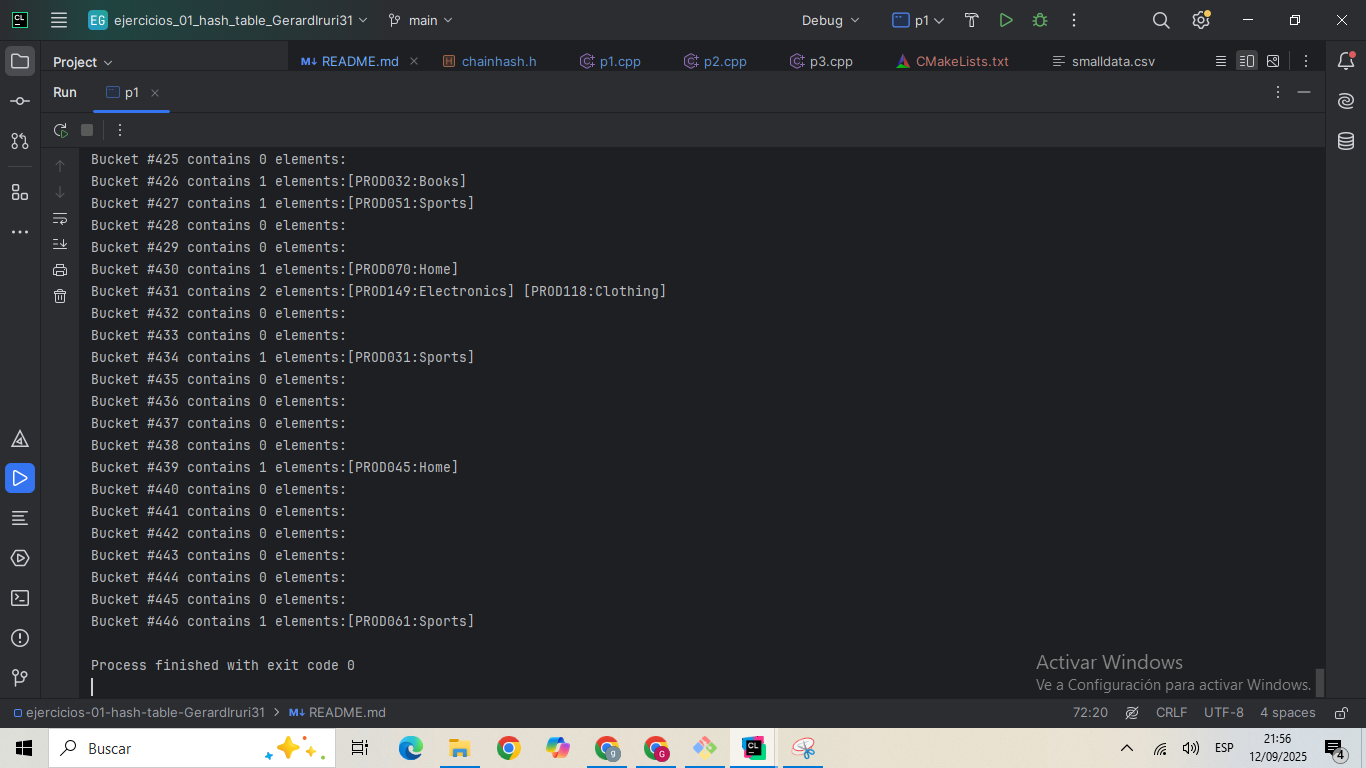 EG ejercicios_01_hash_table_GerardIruri31 main Debug p1
Project README.md chainhash.h p1.cpp p2.cpp p3.cpp CMakeLists.txt smalldata.csv
Run p1
Bucket #425 contains 0 elements:
Bucket #426 contains 1 elements:[PROD032:Books]
Bucket #427 contains 1 elements:[PROD051:Sports]
Bucket #428 contains 0 elements:
Bucket #429 contains 0 elements:
Bucket #430 contains 1 elements:[PROD070:Home]
Bucket #431 contains 2 elements:[PROD149:Electronics] [PROD118:Clothing]
Bucket #432 contains 0 elements:
Bucket #433 contains 0 elements:
Bucket #434 contains 1 elements:[PROD031:Sports]
Bucket #435 contains 0 elements:
Bucket #436 contains 0 elements:
Bucket #437 contains 0 elements:
Bucket #438 contains 0 elements:
Bucket #439 contains 1 elements:[PROD045:Home]
Bucket #440 contains 0 elements:
Bucket #441 contains 0 elements:
Bucket #442 contains 0 elements:
Bucket #443 contains 0 elements:
Bucket #444 contains 0 elements:
Bucket #445 contains 0 elements:
Bucket #446 contains 1 elements:[PROD061:Sports]
Process finished with exit code 0
Activar Windows
Ve a Configuración para activar Windows.
ejercicios-01-hash-table-GerardIruri31 > README.md 72:20 CRLF UTF-8 4 spaces
Buscar ESP 21:56
12/09/2025 4